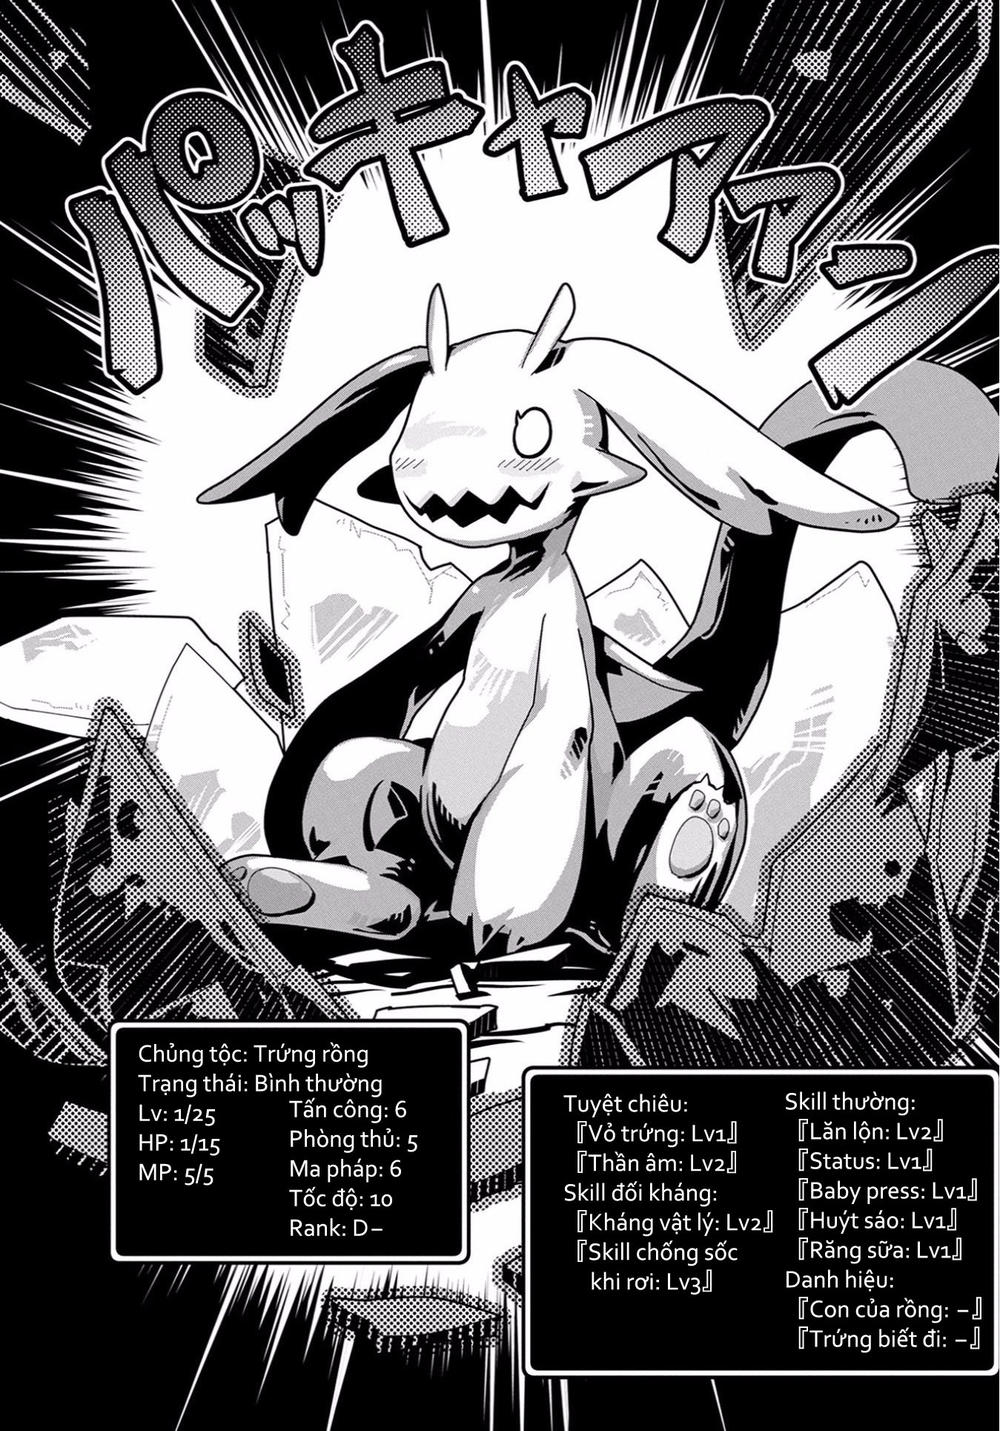 パッキャアアン
Chủng tộc: Trứng rồng
Trạng thái: Bình thường
Lv: 1/25
HP: 1/15
MP: 5/5
Tấn công: 6
Phòng thủ: 5
Ma pháp: 6
Tốc độ: 10
Rank: D–
Tuyệt chiêu:
『Vỏ trứng: Lv1』
『Thần âm: Lv2』
Skill đối kháng:
『Kháng vật lý: Lv2』
『Skill chống sốc
khi rơi: Lv3』
Skill thường:
『Lăn lộn: Lv2』
『Status: Lv1』
『Baby press: Lv1』
『Huýt sáo: Lv1』
『Răng sữa: Lv1』
Danh hiệu:
『Con của rồng: –』
『Trứng biết đi: –』